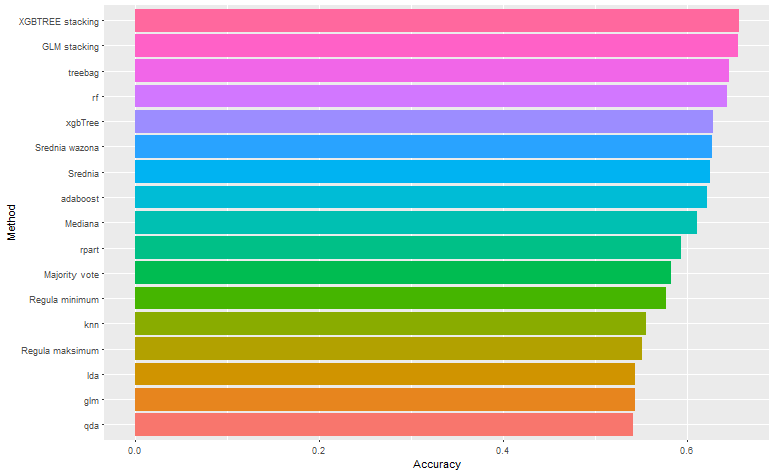 XGBTREE stacking
GLM stacking
treebag
rf
xgbTree
Srednia wazona
Srednia
adaboost
Mediana
rpart
Majority vote
Regula minimum
knn
Regula maksimum
lda
glm
qda
Method
0.0 0.2 0.4 0.6
Accuracy